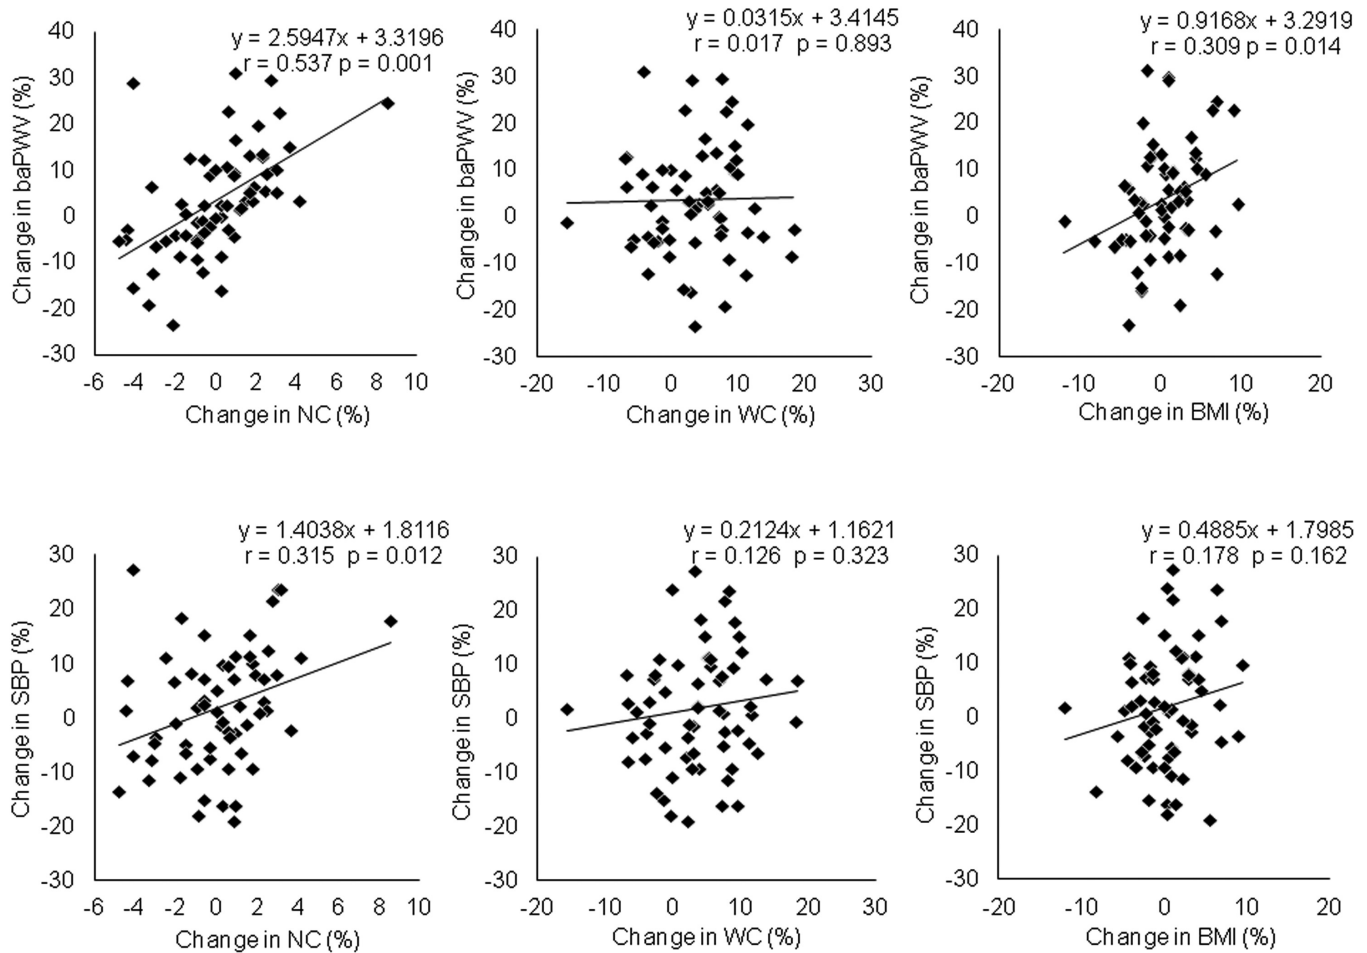 y = 2.5947x + 3.3196
r = 0.537 p = 0.001
Change in baPWV (%)
40
30
20
10
0
-10
-20
-30
-6 -4 -2 0 2 4 6 8 10
Change in NC (%)
y = 0.0315x + 3.4145
r = 0.017 p = 0.893
Change in baPWV (%)
40
30
20
10
0
-10
-20
-30
-20 -10 0 10 20 30
Change in WC (%)
y = 0.9168x + 3.2919
r = 0.309 p = 0.014
Change in baPWV (%)
40
30
20
10
0
-10
-20
-30
-20 -10 0 10 20
Change in BMI (%)
y = 1.4038x + 1.8116
r = 0.315 p = 0.012
Change in SBP (%)
30
20
10
0
-10
-20
-30
-6 -4 -2 0 2 4 6 8 10
Change in NC (%)
y = 0.2124x + 1.1621
r = 0.126 p = 0.323
Change in SBP (%)
30
20
10
0
-10
-20
-30
-20 -10 0 10 20 30
Change in WC (%)
y = 0.4885x + 1.7985
r = 0.178 p = 0.162
Change in SBP (%)
30
20
10
0
-10
-20
-30
-20 -10 0 10 20
Change in BMI (%)